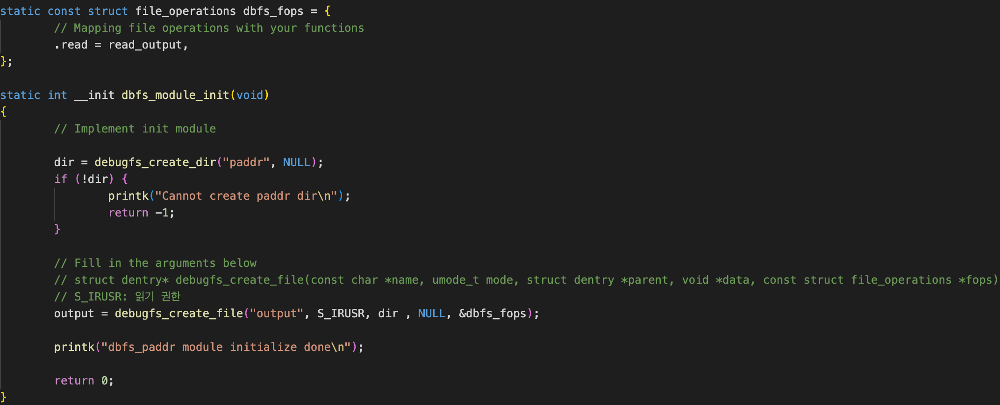 static const struct file_operations dbfs_fops = {
        // Mapping file operations with your functions
        .read = read_output,
};

static int __init dbfs_module_init(void)
{
        // Implement init module

        dir = debugfs_create_dir("paddr", NULL);
        if (!dir) {
                printk("Cannot create paddr dir\n");
                return -1;
        }

        // Fill in the arguments below
        // struct dentry* debugfs_create_file(const char *name, umode_t mode, struct dentry *parent, void *data, const struct file_operations *fops)
        // S_IRUSR: 읽기 권한
        output = debugfs_create_file("output", S_IRUSR, dir , NULL, &dbfs_fops);

        printk("dbfs_paddr module initialize done\n");

        return 0;
}